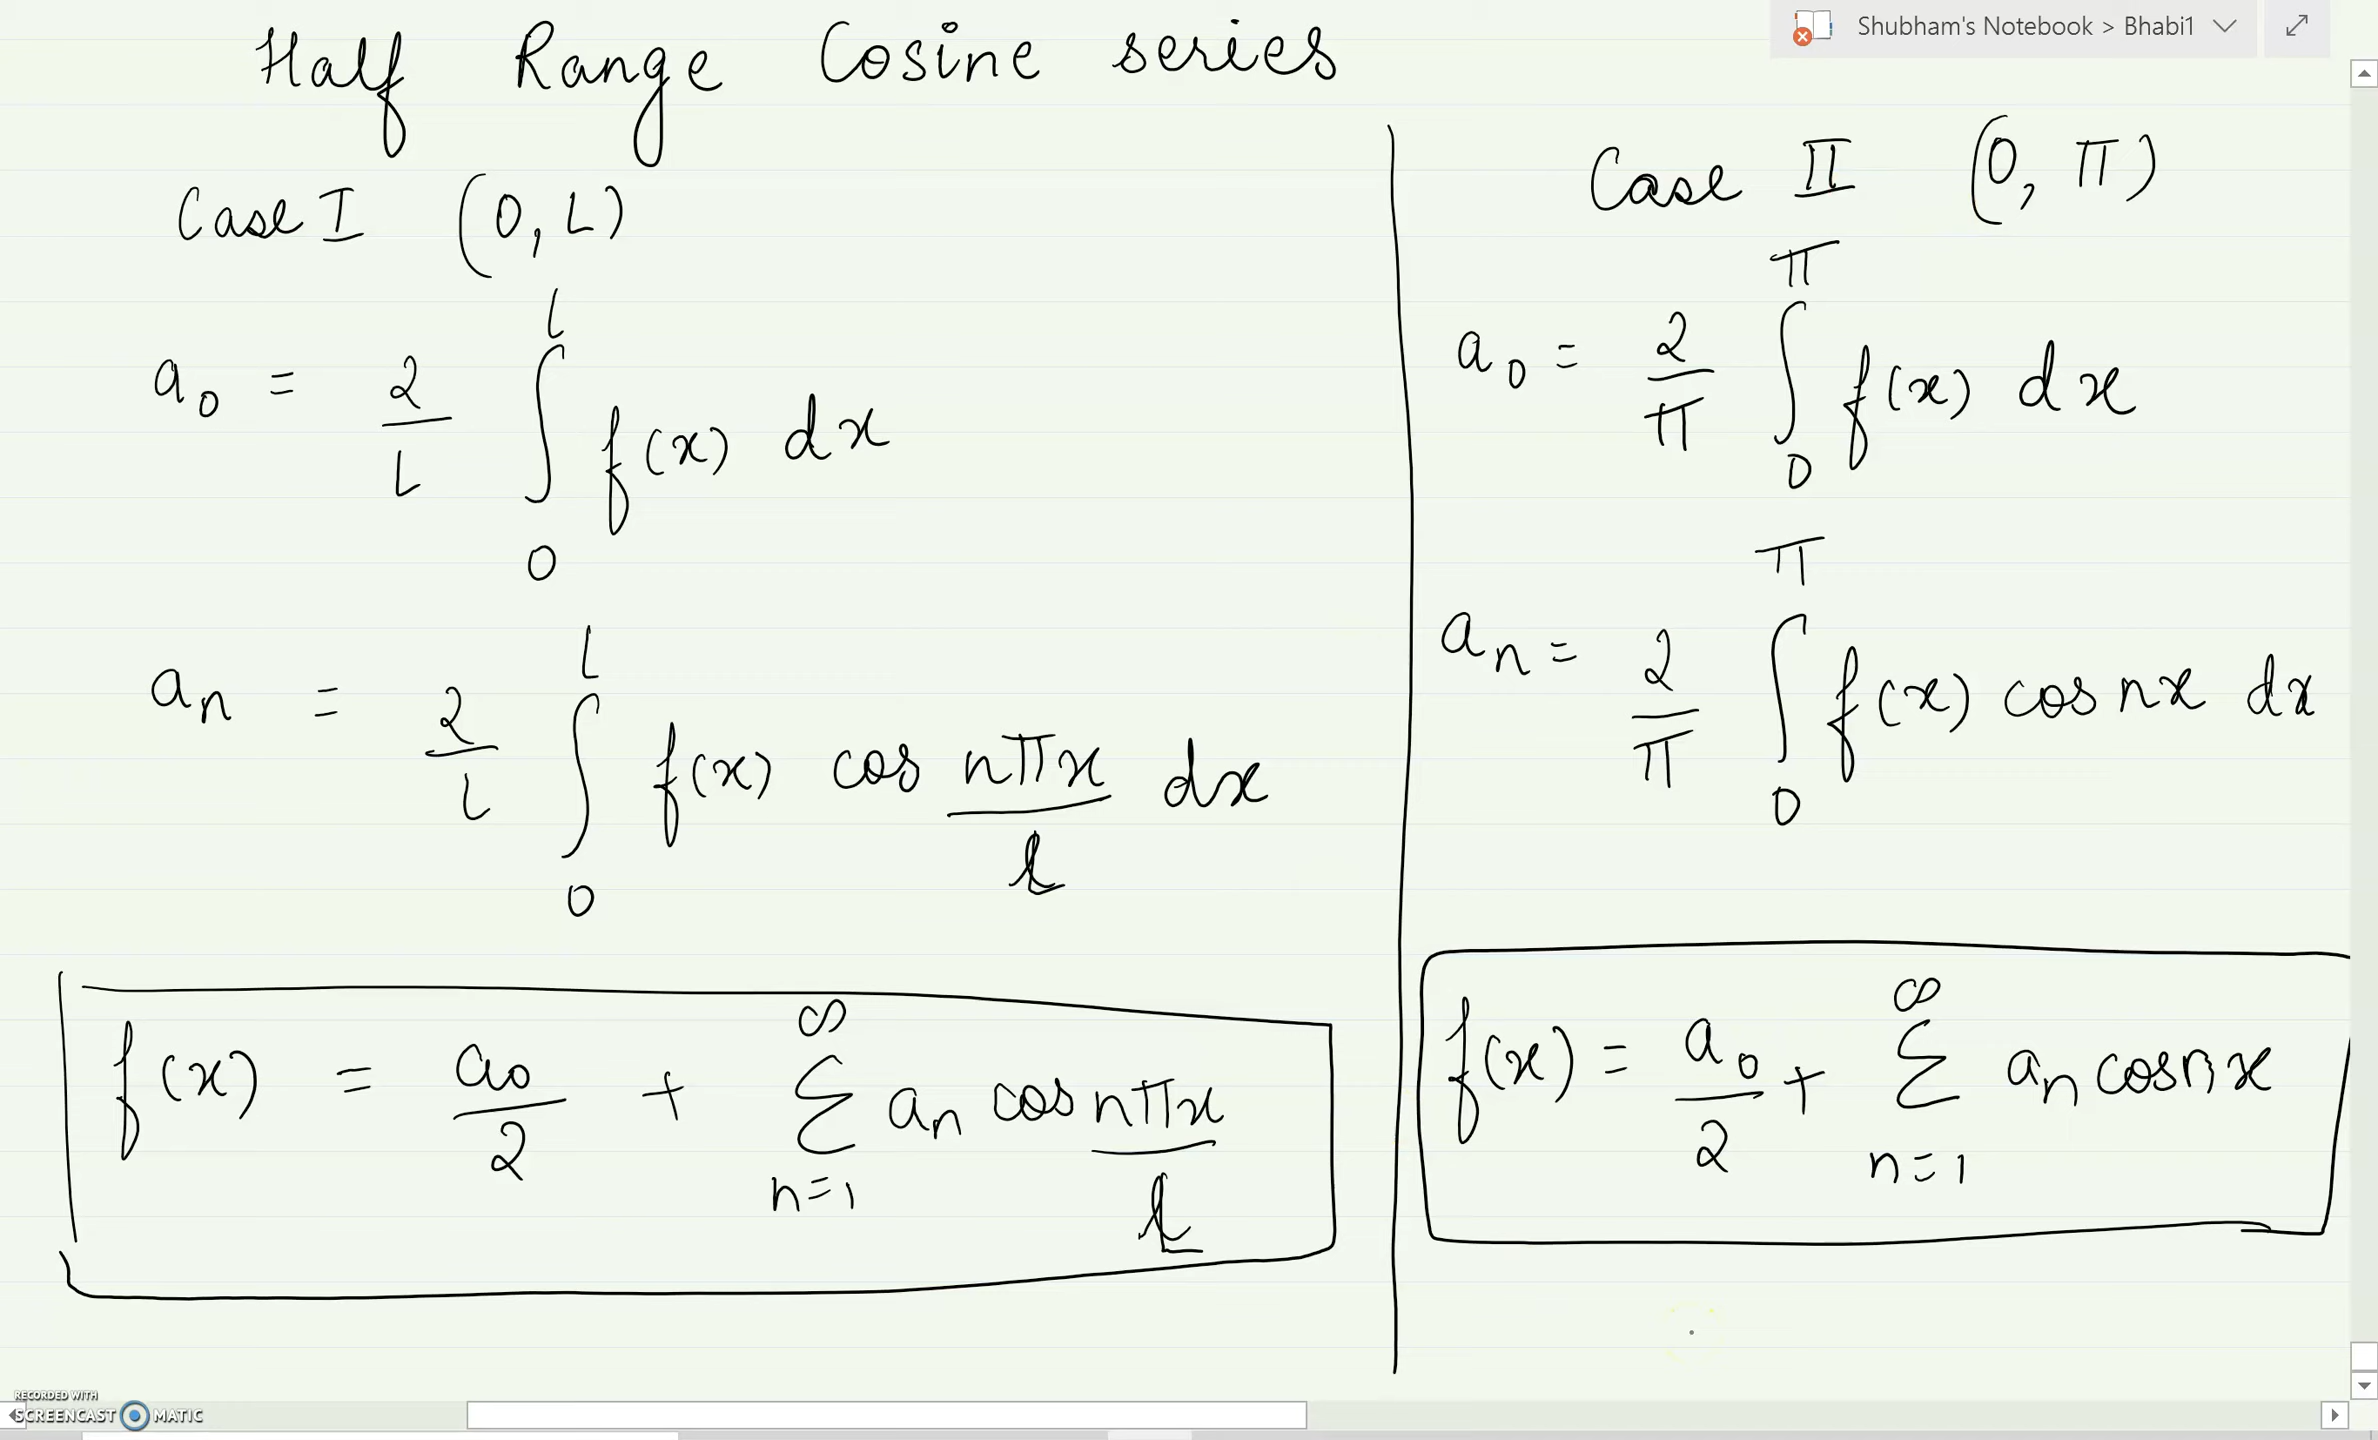 Half Range Cosine series
Shubham's Notebook > Bhabi1
Case I (0, L)
a₀ = 2/L ∫₀ᴸ f(x) dx
aₙ = 2/L ∫₀ᴸ f(x) cos nπx/l dx
f(x) = a₀/2 + ∑ₙ₌₁^∞ aₙ cos nπx/l
Case II (0, π)
a₀ = 2/π ∫₀^π f(x) dx
aₙ = 2/π ∫₀^π f(x) cos nx dx
f(x) = a₀/2 + ∑ₙ₌₁^∞ aₙ cos nx
RECORDED WITH
SCREENCAST MATIC